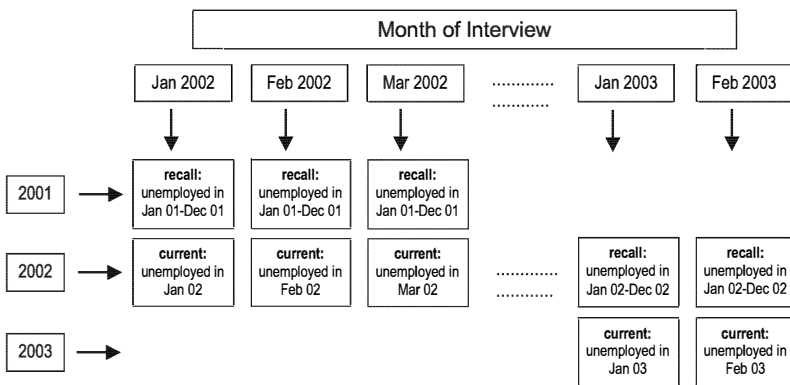 Month of Interview
Jan 2002
Feb 2002
Mar 2002
....................
Jan 2003
Feb 2003
..................
2001
recall:
unemployed in
Jan 01-Dec 01
recall:
unemployed in
Jan 01-Dec 01
recall:
unemployed in
Jan 01-Dec 01
2002
current:
unemployed in
Jan 02
current:
unemployed in
Feb 02
current:
unemployed in
Mar 02
....................
..................
recall:
unemployed in
Jan 02-Dec 02
recall:
unemployed in
Jan 02-Dec 02
2003
current:
unemployed in
Jan 03
current:
unemployed in
Feb 03